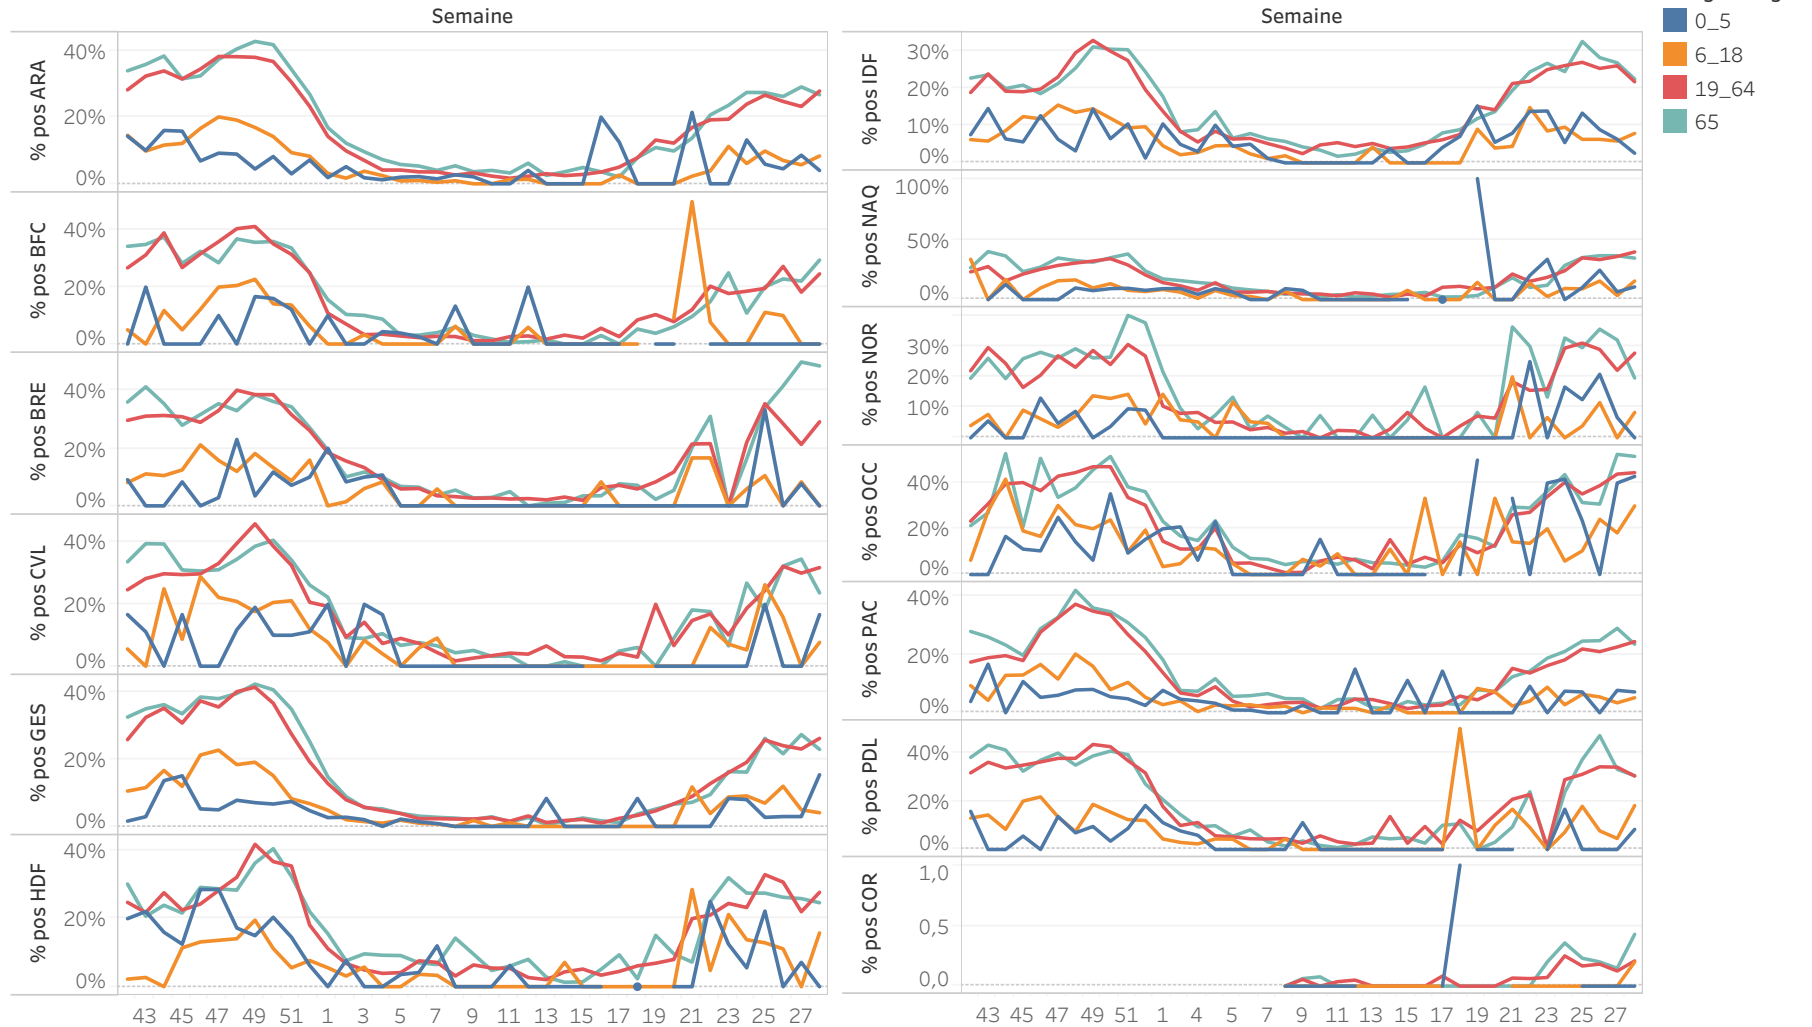 Semaine
% pos ARA
40%
20%
0%
% pos BFC
40%
20%
0%
% pos BRE
40%
20%
0%
% pos CVL
40%
20%
0%
% pos GES
40%
20%
0%
% pos HDF
40%
20%
0%
43 45 47 49 51 1 3 5 7 9 11 13 15 17 19 21 23 25 27
Semaine
% pos IDF
30%
20%
10%
0%
% pos NAQ
100%
50%
0%
% pos NOR
30%
20%
10%
% pos OCC
40%
20%
0%
% pos PAC
40%
20%
0%
% pos PDL
40%
20%
0%
% pos COR
1,0
0,5
0,0
43 45 47 49 51 1 4 5 7 9 11 13 15 17 19 21 23 25 27
0_5
6_18
19_64
65